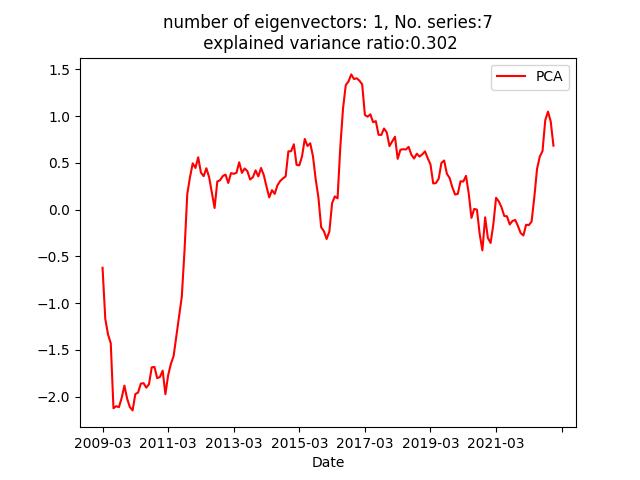 number of eigenvectors: 1, No. series:7
explained variance ratio:0.302
PCA
1.5
1.0
0.5
0.0
−0.5
−1.0
−1.5
−2.0
2009-03 2011-03 2013-03 2015-03 2017-03 2019-03 2021-03
Date